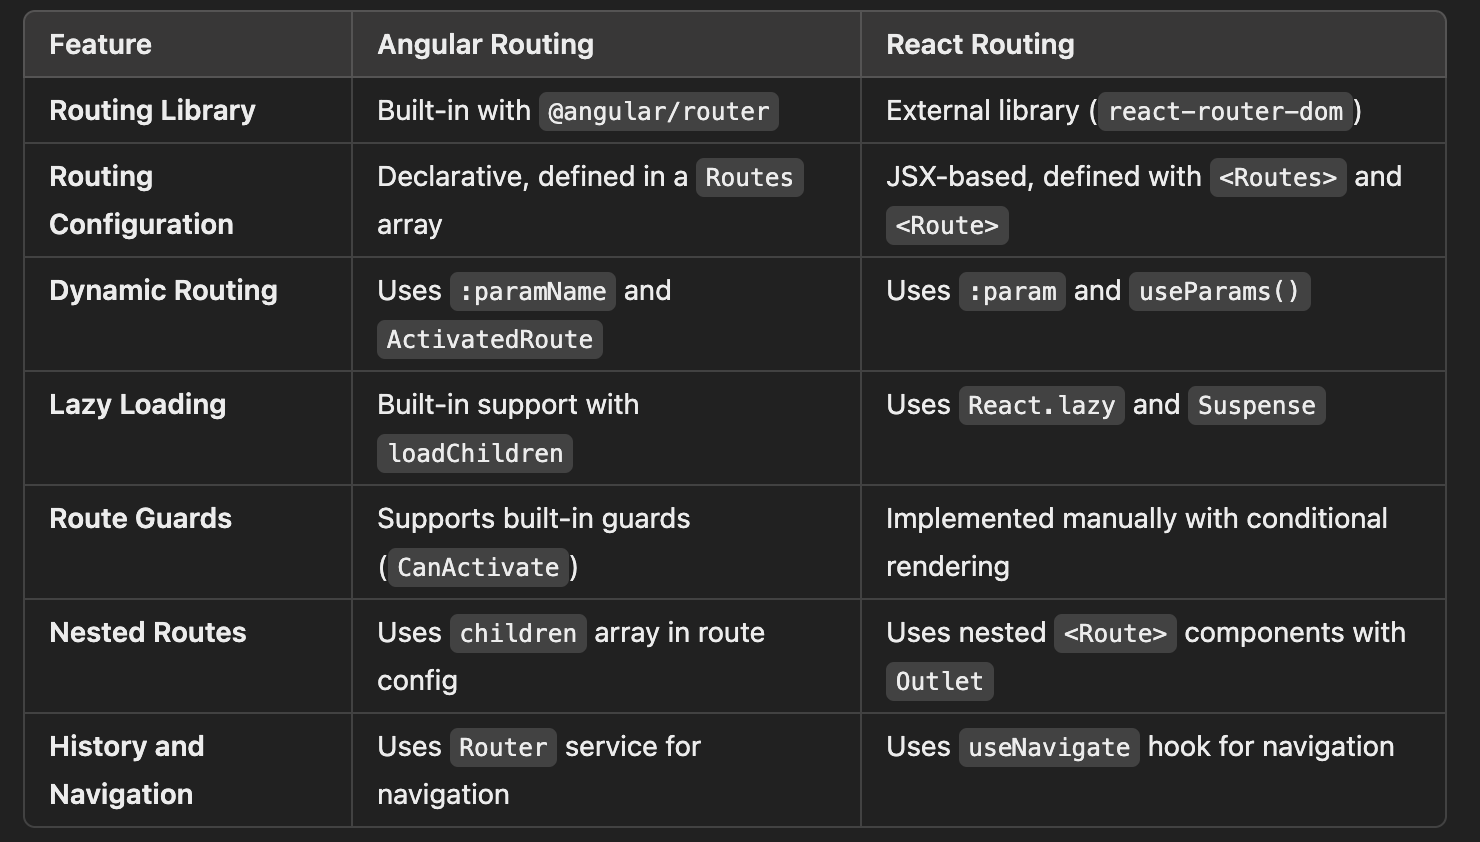 Feature Angular Routing React Routing
Routing Library Built-in with @angular/router External library (react-router-dom)
Routing Configuration Declarative, defined in a Routes array JSX-based, defined with <Routes> and <Route>
Dynamic Routing Uses :paramName and ActivatedRoute Uses :param and useParams()
Lazy Loading Built-in support with loadChildren Uses React.lazy and Suspense
Route Guards Supports built-in guards (CanActivate) Implemented manually with conditional rendering
Nested Routes Uses children array in route config Uses nested <Route> components with Outlet
History and Navigation Uses Router service for navigation Uses useNavigate hook for navigation